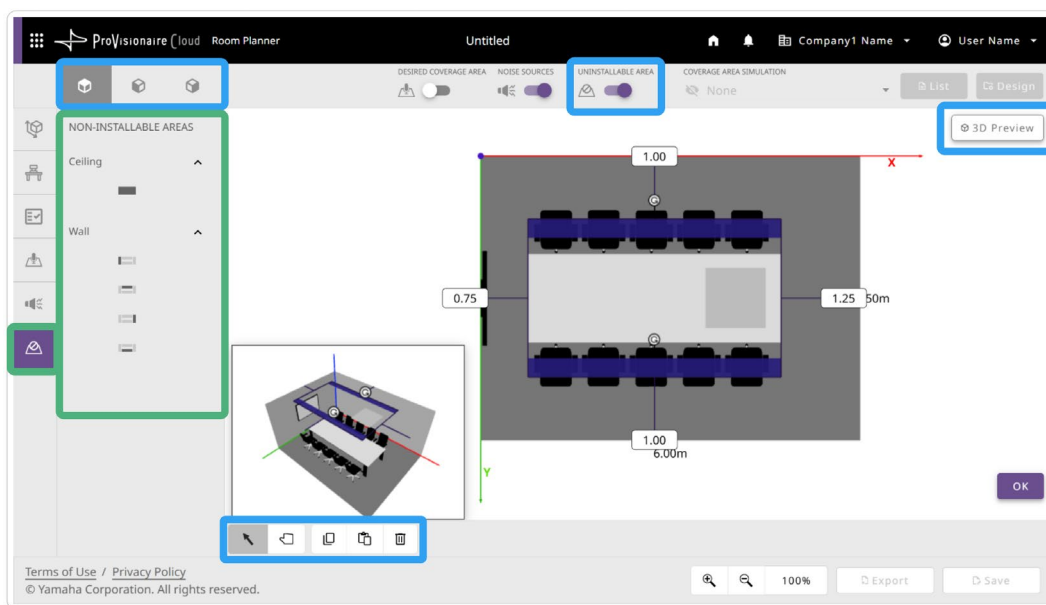 ProVisionaire Cloud Room Planner Untitled Company1 Name User Name
DESIRED COVERAGE AREA NOISE SOURCES UNINSTALLABLE AREA COVERAGE AREA SIMULATION
None List Design
NON-INSTALLABLE AREAS
3D Preview
Ceiling
Wall
1.00
X
0.75
1.25 50m
1.00
6.00m
Y
G
G
G
G
OK
Terms of Use / Privacy Policy
© Yamaha Corporation. All rights reserved.
100% Export Save